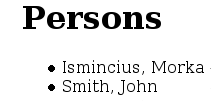 Persons
• Ismincius, Morka
• Smith, John